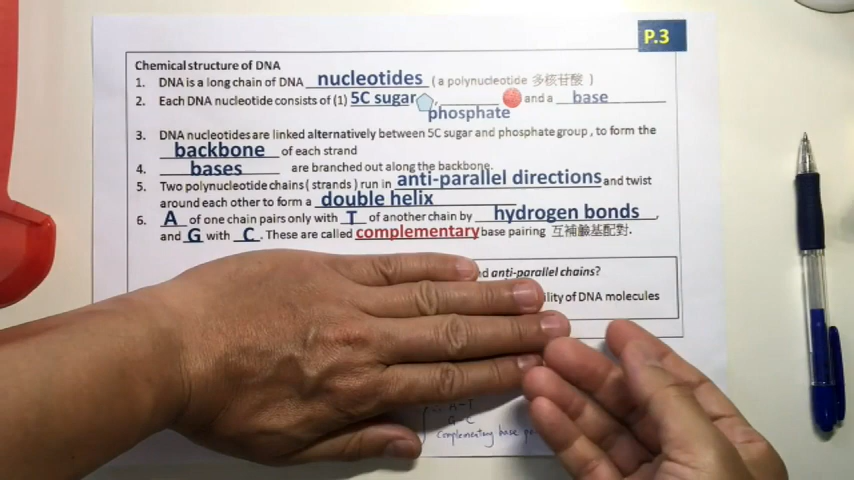 P.3
Chemical structure of DNA
1. DNA is a long chain of DNA nucleotides ( a polynucleotide 多核苷酸 )
2. Each DNA nucleotide consists of (1) 5C sugar, phosphate and a base
3. DNA nucleotides are linked alternatively between 5C sugar and phosphate group , to form the
backbone of each strand
4. bases are branched out along the backbone.
5. Two polynucleotide chains ( strands ) run in anti-parallel directions and twist
around each other to form a double helix
6. A of one chain pairs only with T of another chain by hydrogen bonds,
and G with C. These are called complementary base pairing 互補鹼基配對.
anti-parallel chains?
of DNA molecules
A-T
G-C
complementary base